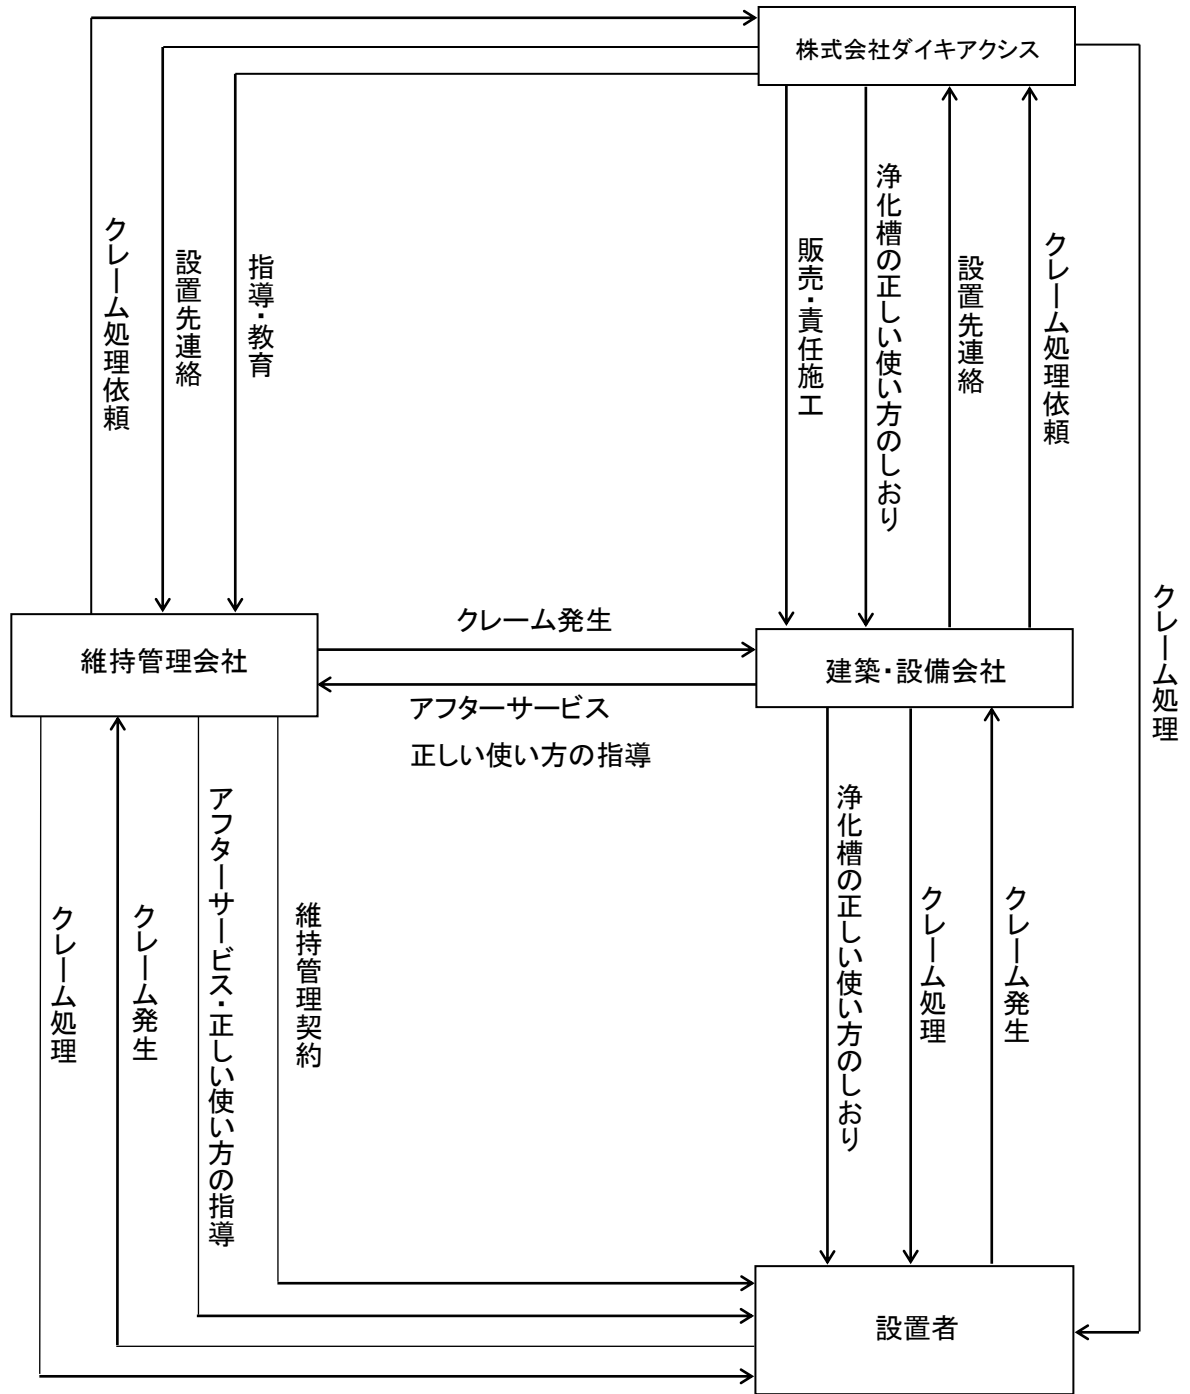 株式会社ダイキアクシス
クレーム処理依頼
設置先連絡
指導・教育
販売・責任施工
浄化槽の正しい使い方のしおり
設置先連絡
クレーム処理依頼
クレーム処理
維持管理会社
クレーム発生
アフターサービス
正しい使い方の指導
建築・設備会社
クレーム処理
クレーム発生
アフターサービス・正しい使い方の指導
維持管理契約
浄化槽の正しい使い方のしおり
クレーム処理
クレーム発生
設置者